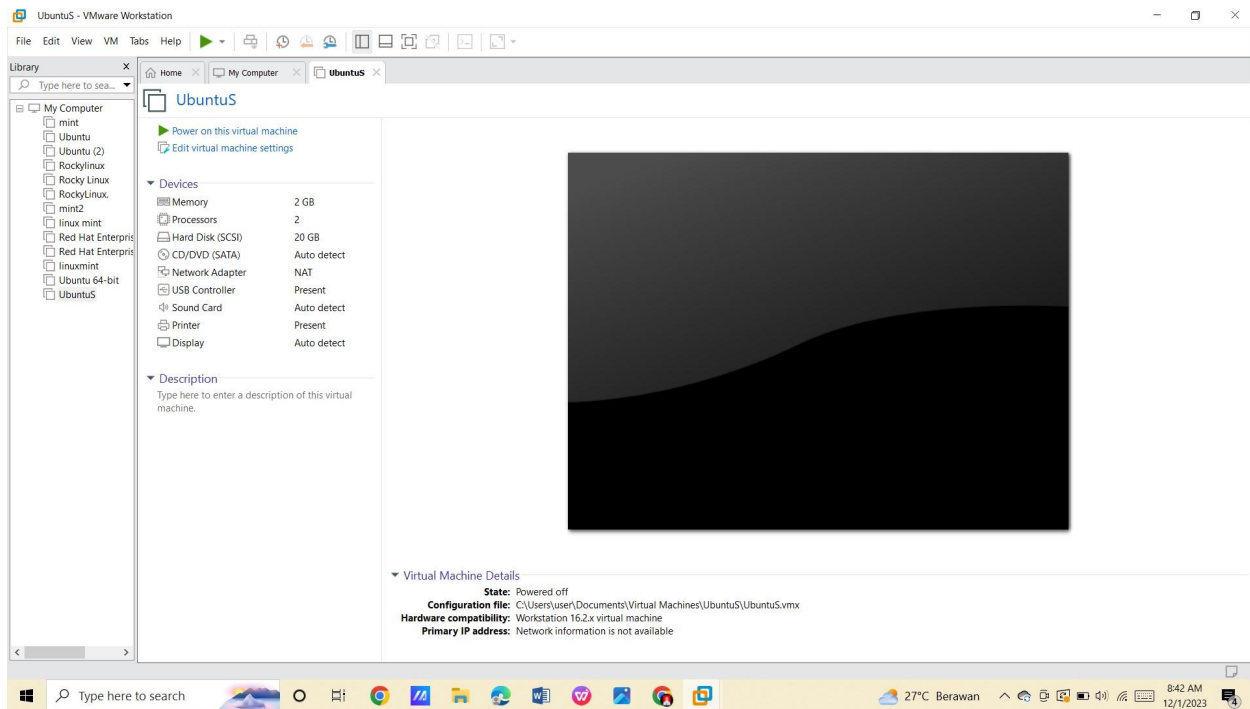 UbuntuS - VMware Workstation
File Edit View VM Tabs Help
Library X
Type here to sea...
My Computer
mint
Ubuntu
Ubuntu (2)
Rockylinux
Rocky Linux
RockyLinux.
mint2
linux mint
Red Hat Enterpris
Red Hat Enterpris
linuxmint
Ubuntu 64-bit
UbuntuS
Home My Computer UbuntuS
UbuntuS
Power on this virtual machine
Edit virtual machine settings
Devices
Memory 2 GB
Processors 2
Hard Disk (SCSI) 20 GB
CD/DVD (SATA) Auto detect
Network Adapter NAT
USB Controller Present
Sound Card Auto detect
Printer Present
Display Auto detect
Description
Type here to enter a description of this virtual
machine.
Virtual Machine Details
State: Powered off
Configuration file: C:\Users\user\Documents\Virtual Machines\UbuntuS\UbuntuS.vmx
Hardware compatibility: Workstation 16.2.x virtual machine
Primary IP address: Network information is not available
Type here to search
27°C Berawan
8:42 AM
12/1/2023
4